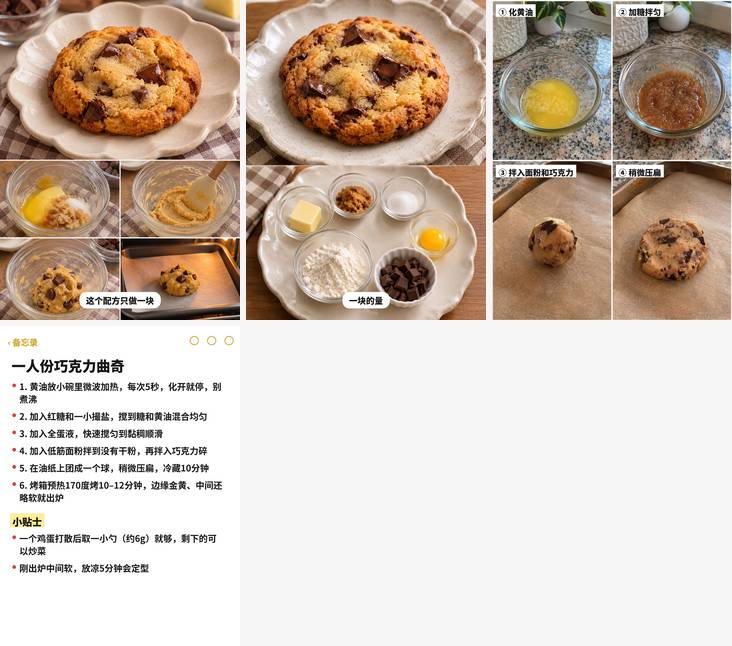 这个配方只做一块
一块的量
① 化黄油
② 加糖拌匀
③ 拌入面粉和巧克力
④ 稍微压扁
‹ 备忘录
一人份巧克力曲奇
• 1. 黄油放小碗里微波加热，每次5秒，化开就停，别
煮沸
• 2. 加入红糖和一小撮盐，搅到糖和黄油混合均匀
• 3. 加入全蛋液，快速搅匀到黏稠顺滑
• 4. 加入低筋面粉拌到没有干粉，再拌入巧克力碎
• 5. 在油纸上团成一个球，稍微压扁，冷藏10分钟
• 6. 烤箱预热170度烤10–12分钟，边缘金黄、中间还
略软就出炉
小贴士
• 一个鸡蛋打散后取一小勺（约6g）就够，剩下的可
以炒菜
• 刚出炉中间软，放凉5分钟会定型